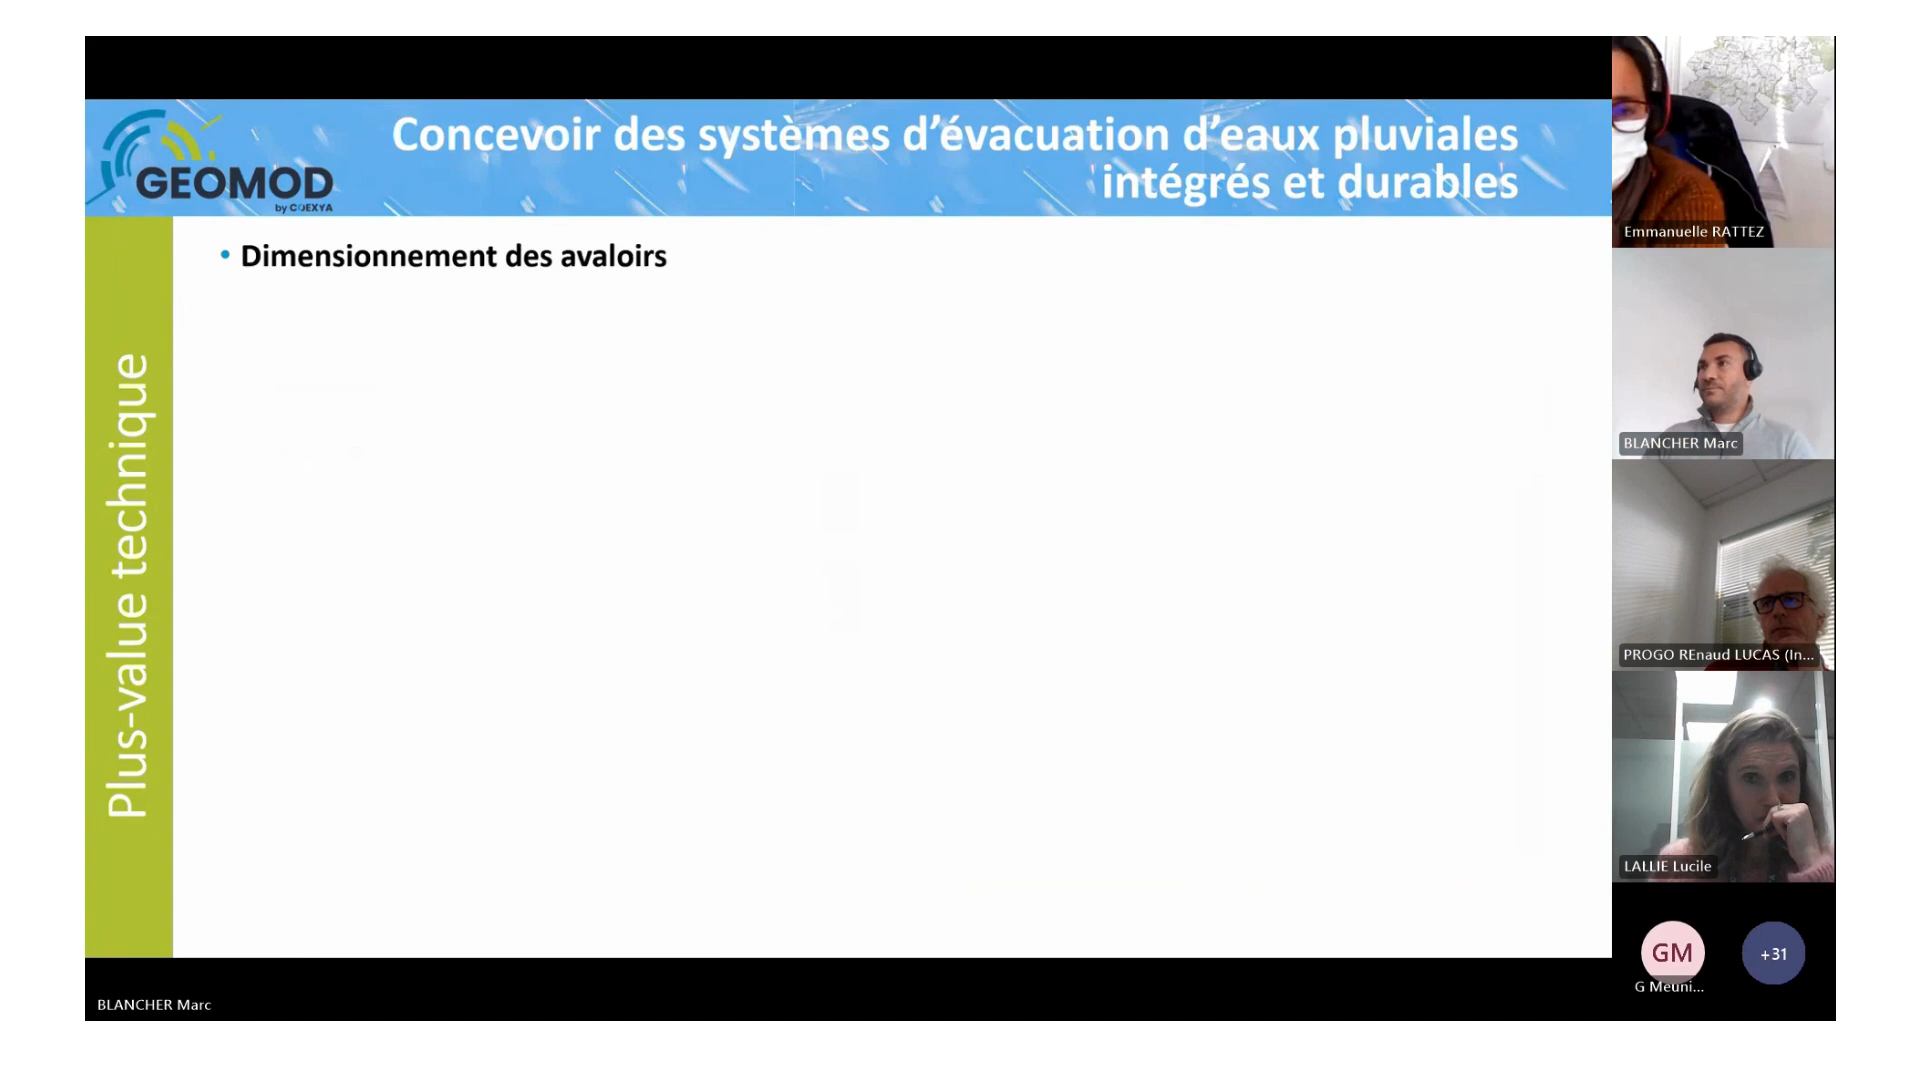 GEOMOD
by COEXYA
Concevoir des systèmes d’évacuation d’eaux pluviales
intégrés et durables
Plus-value technique
• Dimensionnement des avaloirs
BLANCHER Marc
Emmanuelle RATTEZ
BLANCHER Marc
PROGO REnaud LUCAS (In...
LALLIE Lucile
GM
G Meuni...
+31